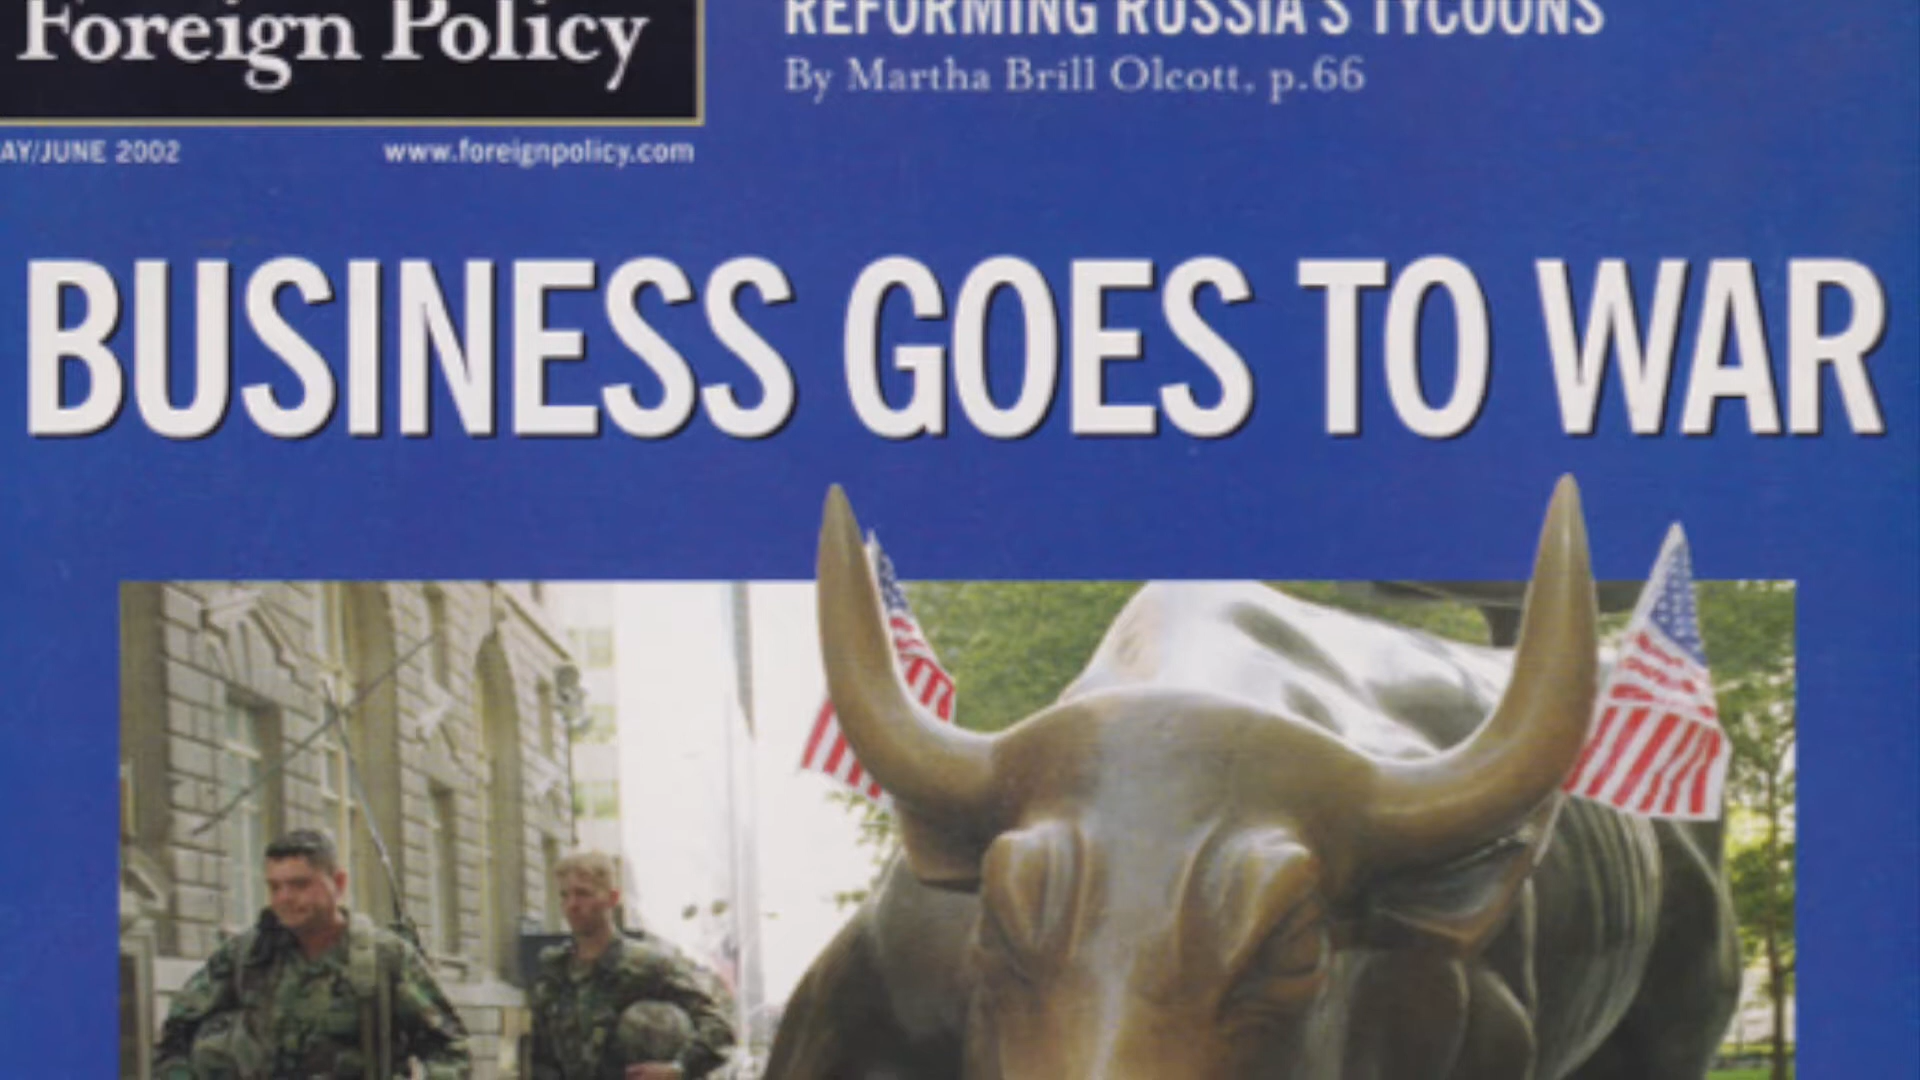 Foreign Policy
REFORMING RUSSIA'S TYCOONS
By Martha Brill Olcott, p.66
AY/JUNE 2002
www.foreignpolicy.com
BUSINESS GOES TO WAR